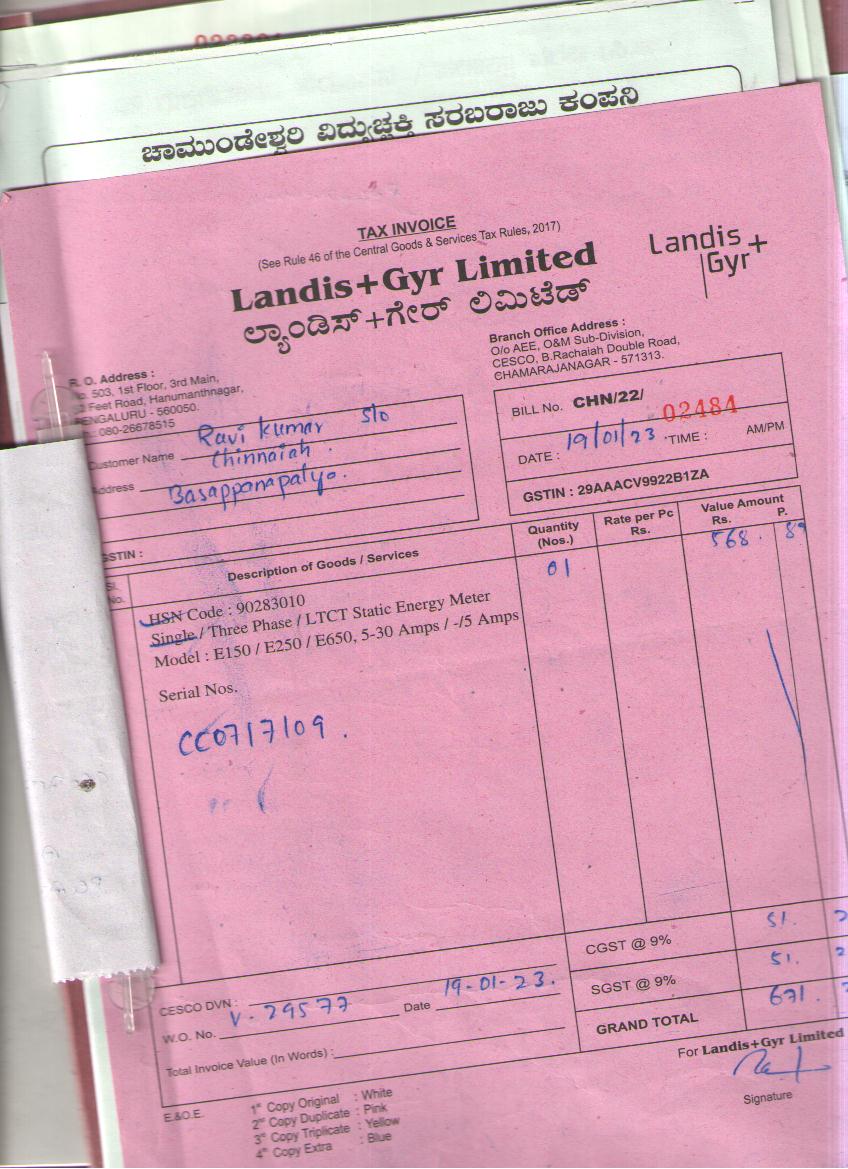 ಚಾಮುಂಡೇಶ್ವರಿ ವಿದ್ಯುಚ್ಛಕ್ತಿ ಸರಬರಾಜು ಕಂಪನಿ
TAX INVOICE
(See Rule 46 of the Central Goods & Services Tax Rules, 2017)
Landis+Gyr Limited
ಲ್ಯಾಂಡಿಸ್+ಗೇರ್ ಲಿಮಿಟೆಡ್
Landis
Gyr+
R. O. Address :
503, 1st Floor, 3rd Main,
Feet Road, Hanumanthnagar,
BENGALURU - 560050.
080-26678515
Branch Office Address :
O/o AEE, O&M Sub-Division,
CESCO, B.Rachaiah Double Road,
CHAMARAJANAGAR - 571313.
BILL No. CHN/22/ 02484
DATE : 19/01/23 TIME : AM/PM
GSTIN : 29AAACV9922B1ZA
Customer Name Ravi kumar S/o
Chinnaiah.
Address Basapponapalya.
GSTIN :
Sl. No.
Description of Goods / Services
Quantity (Nos.)
Rate per Pc Rs.
Value Amount Rs. P.
01 568. 89
HSN Code : 90283010
Single / Three Phase / LTCT Static Energy Meter
Model : E150 / E250 / E650, 5-30 Amps / -/5 Amps
Serial Nos.
CC0717109.
CGST @ 9% 51.
SGST @ 9% 51.
GRAND TOTAL 671.
CESCO DVN :
W.O. No. V-29577 Date 19-01-23.
Total Invoice Value (In Words) :
For Landis+Gyr Limited
Signature
E.&O.E.
1st Copy Original : White
2nd Copy Duplicate : Pink
3rd Copy Triplicate : Yellow
4th Copy Extra : Blue